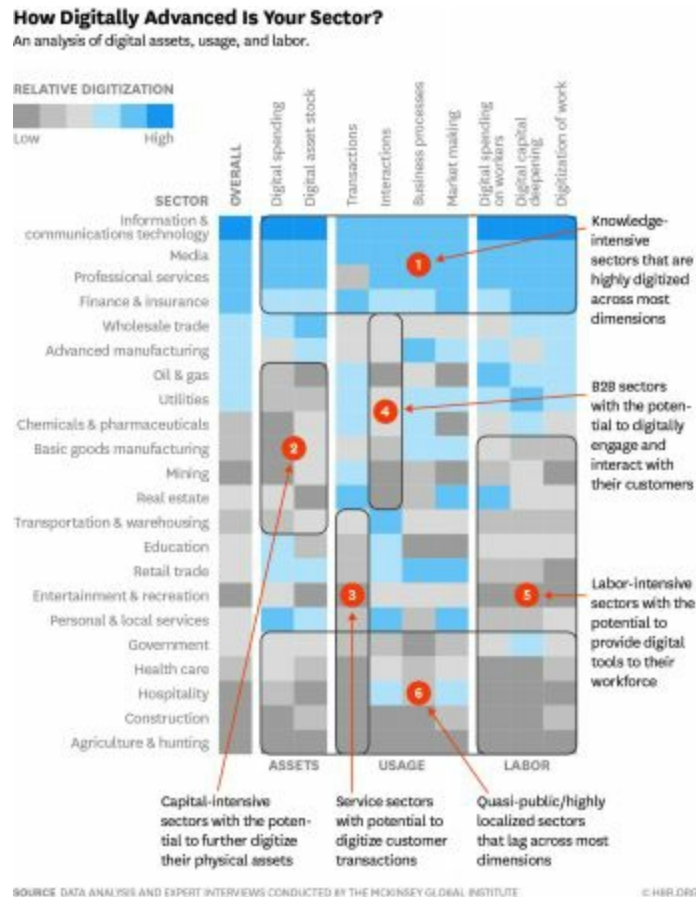 How Digitally Advanced Is Your Sector?
An analysis of digital assets, usage, and labor.
RELATIVE DIGITIZATION
Low
High
SECTOR
OVERALL
Digital spending
Digital asset stock
Transactions
Interactions
Business processes
Market making
Digital spending
on workers
Digital capital
deepening
Digitization of work
Information &
communications technology
Media
Professional services
Finance & insurance
Wholesale trade
Advanced manufacturing
Oil & gas
Utilities
Chemicals & pharmaceuticals
Basic goods manufacturing
Mining
Real estate
Transportation & warehousing
Education
Retail trade
Entertainment & recreation
Personal & local services
Government
Health care
Hospitality
Construction
Agriculture & hunting
1
2
3
4
5
6
Knowledge-
intensive
sectors that are
highly digitized
across most
dimensions
B2B sectors
with the poten-
tial to digitally
engage and
interact with
their customers
Labor-intensive
sectors with the
potential to
provide digital
tools to their
workforce
ASSETS
USAGE
LABOR
Capital-intensive
sectors with the poten-
tial to further digitize
their physical assets
Service sectors
with potential to
digitize customer
transactions
Quasi-public/highly
localized sectors
that lag across most
dimensions
SOURCE DATA ANALYSIS AND EXPERT INTERVIEWS CONDUCTED BY THE MCKINSEY GLOBAL INSTITUTE
© HBR.ORG